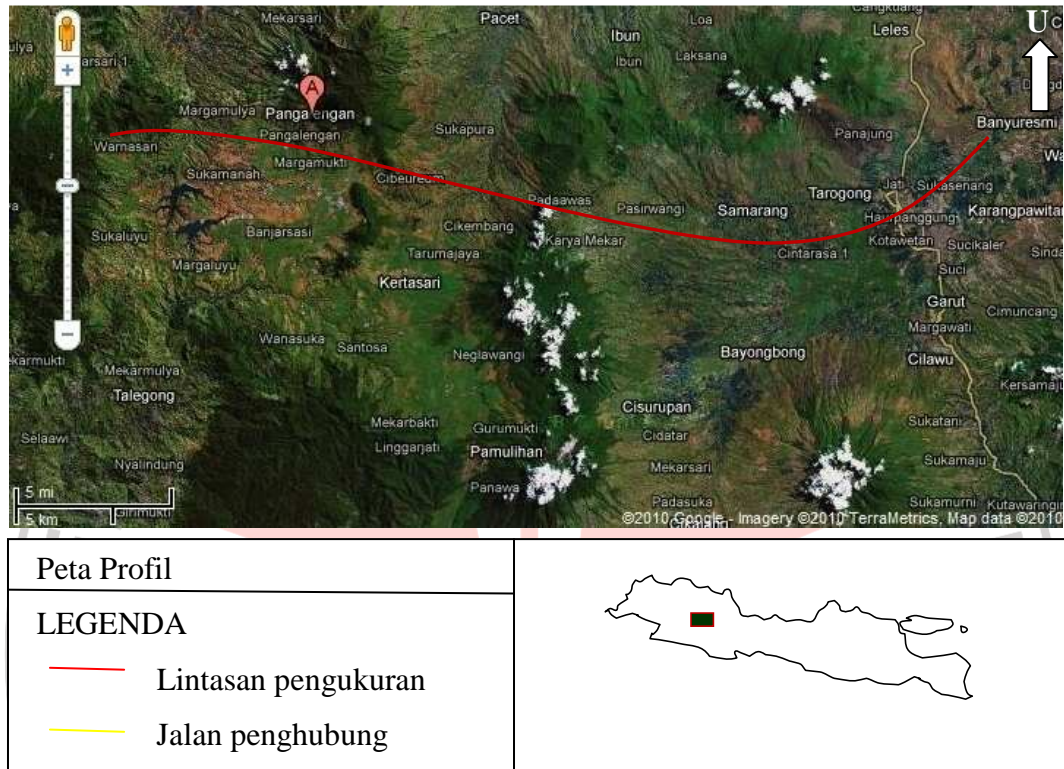 Mekarsari
Pacet
Loa
Cangkuang
Leles
U
Ibun
Ibun
Laksana
A
Margamulya
Pangalengan
Pangalengan
Sukapura
Panajung
Banyuresmi
Warnasari
Margamukti
Sukamanah
Cibeureum
Padaawas
Pasirwangi
Samarang
Tarogong
Jati
Sukasenang
Haurpanggung
Karangpawitan
Kotawetan
Sucikaler
Sukaluyu
Banjarsasi
Cikembang
Karya Mekar
Cintarasa 1
Margaluyu
Tarumajaya
Suci
Kertasari
Garut
Cimuncang
Margawati
Wanasuka
Santosa
Neglawangi
Bayongbong
Cilawu
Mekarmulya
Talegong
Cisurupan
Mekarbakti
Gurumukti
Sukatani
Selaawi
Linggarjati
Pamulihan
Cidatar
Nyalindung
Mekarsari
Sukamaju
Panawa
5 mi
5 km
Girimukti
Padasuka
Sukamurni
©2010 Google - Imagery ©2010 TerraMetrics, Map data ©2010
Peta Profil
LEGENDA
Lintasan pengukuran
Jalan penghubung